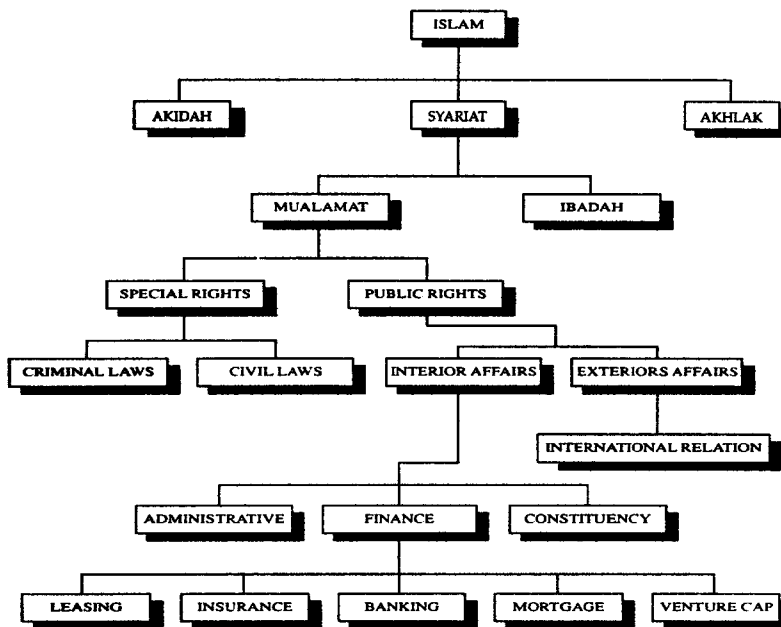 ISLAM
AKIDAH
SYARIAT
AKHLAK
MUALAMAT
IBADAH
SPECIAL RIGHTS
PUBLIC RIGHTS
CRIMINAL LAWS
CIVIL LAWS
INTERIOR AFFAIRS
EXTERIORS AFFAIRS
INTERNATIONAL RELATION
ADMINISTRATIVE
FINANCE
CONSTITUENCY
LEASING
INSURANCE
BANKING
MORTGAGE
VENTURE CAP